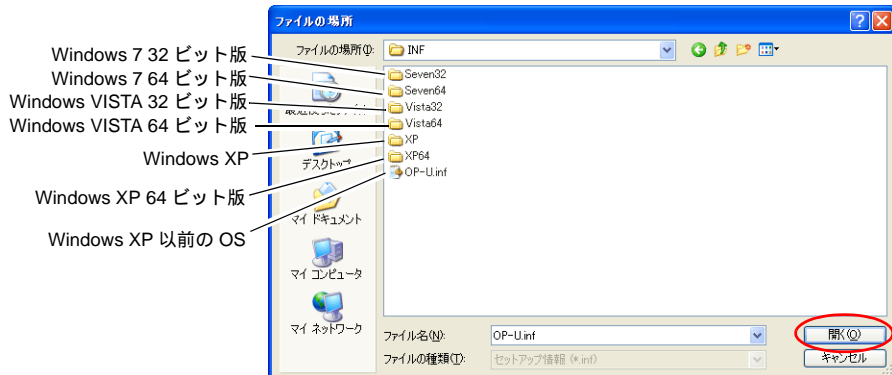 ファイルの場所
ファイルの場所(I):
INF
Windows 7 32 ビット版
Windows 7 64 ビット版
Windows VISTA 32 ビット版
Windows VISTA 64 ビット版
Windows XP
Windows XP 64 ビット版
Windows XP 以前の OS
Seven32
Seven64
Vista32
Vista64
XP
XP64
OP-U.inf
デスクトップ
マイ ドキュメント
マイ コンピュータ
マイ ネットワーク
ファイル名(N):
OP-U.inf
開く(O)
ファイルの種類(T):
セットアップ情報 (*.inf)
キャンセル